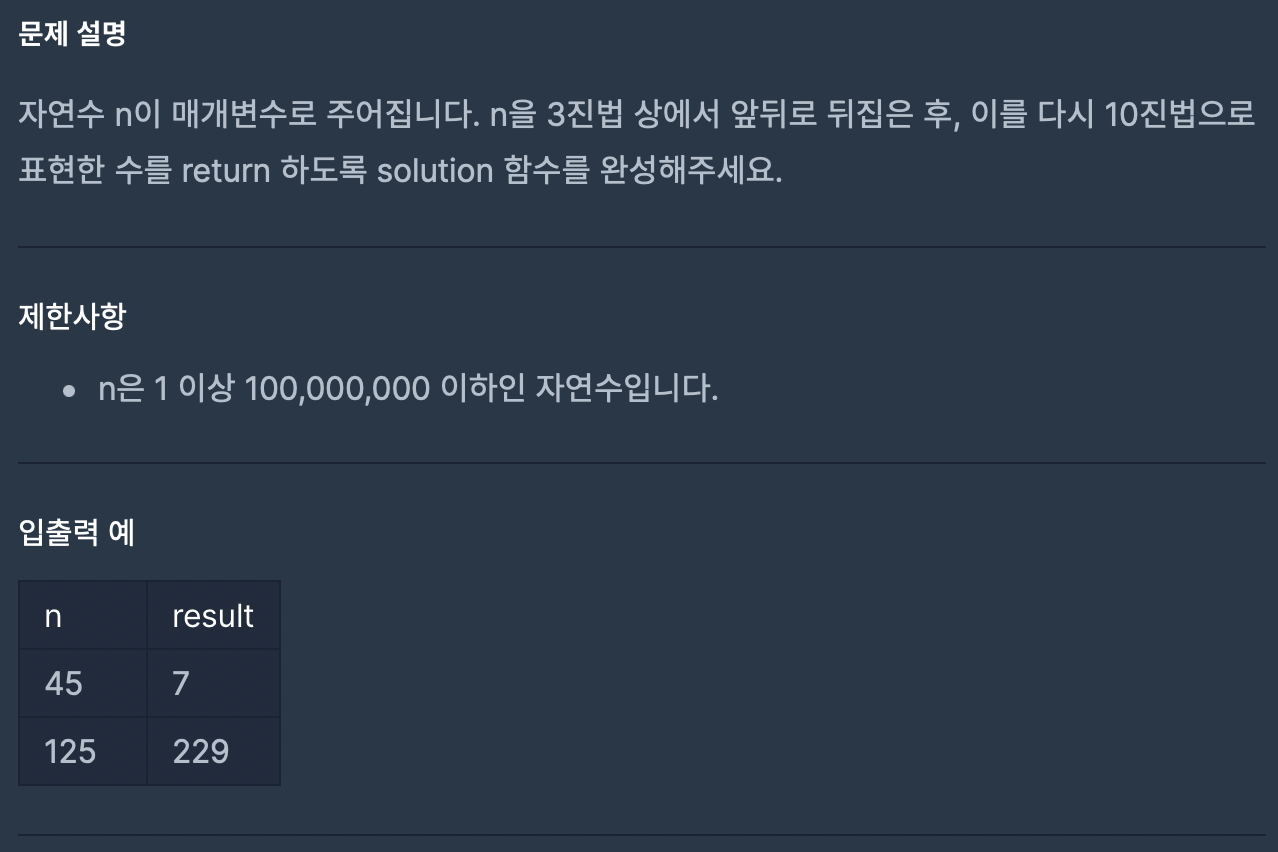 문제 설명
자연수 n이 매개변수로 주어집니다. n을 3진법 상에서 앞뒤로 뒤집은 후, 이를 다시 10진법으로
표현한 수를 return 하도록 solution 함수를 완성해주세요.
제한사항
• n은 1 이상 100,000,000 이하인 자연수입니다.
입출력 예
n result
45 7
125 229